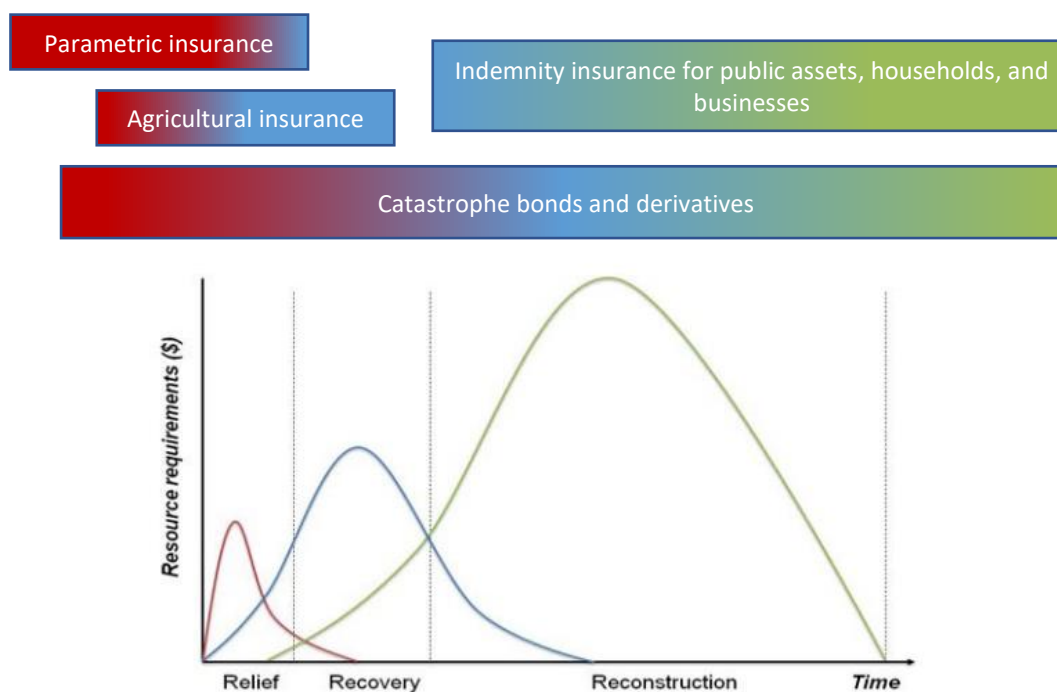 Parametric insurance
Indemnity insurance for public assets, households, and
businesses
Agricultural insurance
Catastrophe bonds and derivatives
Resource requirements ($)
Relief
Recovery
Reconstruction
Time